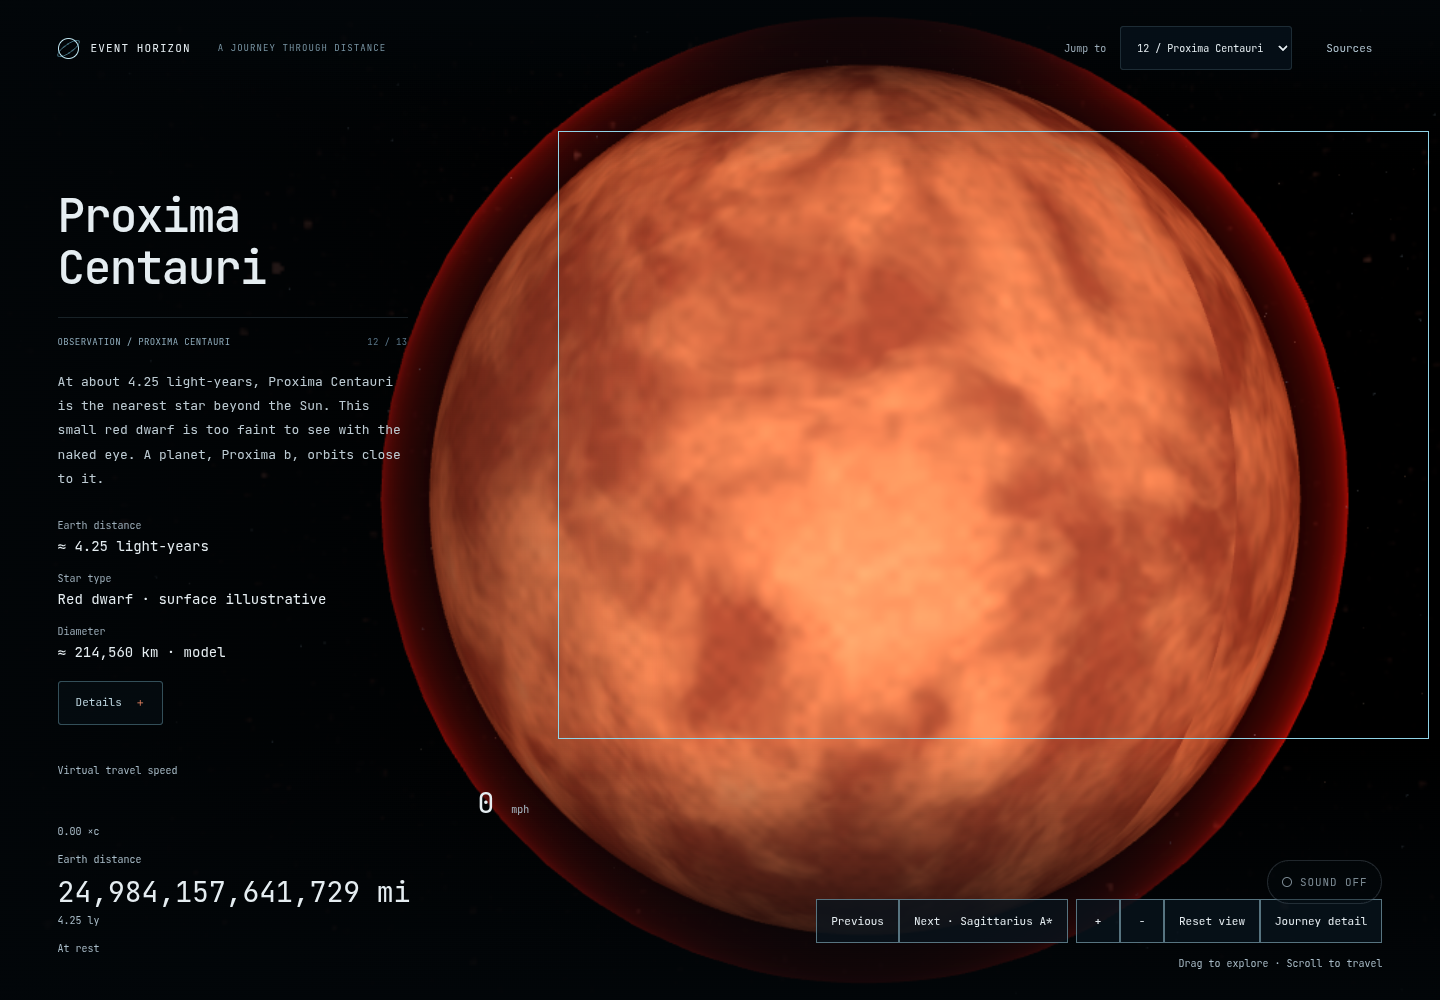 EVENT HORIZON
A JOURNEY THROUGH DISTANCE
Jump to
12 / Proxima Centauri
Sources
Proxima
Centauri
OBSERVATION / PROXIMA CENTAURI
12 / 13
At about 4.25 light-years, Proxima Centauri
is the nearest star beyond the Sun. This
small red dwarf is too faint to see with the
naked eye. A planet, Proxima b, orbits close
to it.
Earth distance
≈ 4.25 light-years
Star type
Red dwarf · surface illustrative
Diameter
≈ 214,560 km · model
Details +
Virtual travel speed
0 mph
0.00 ×c
Earth distance
24,984,157,641,729 mi
4.25 ly
At rest
SOUND OFF
Previous
Next · Sagittarius A*
+
-
Reset view
Journey detail
Drag to explore · Scroll to travel